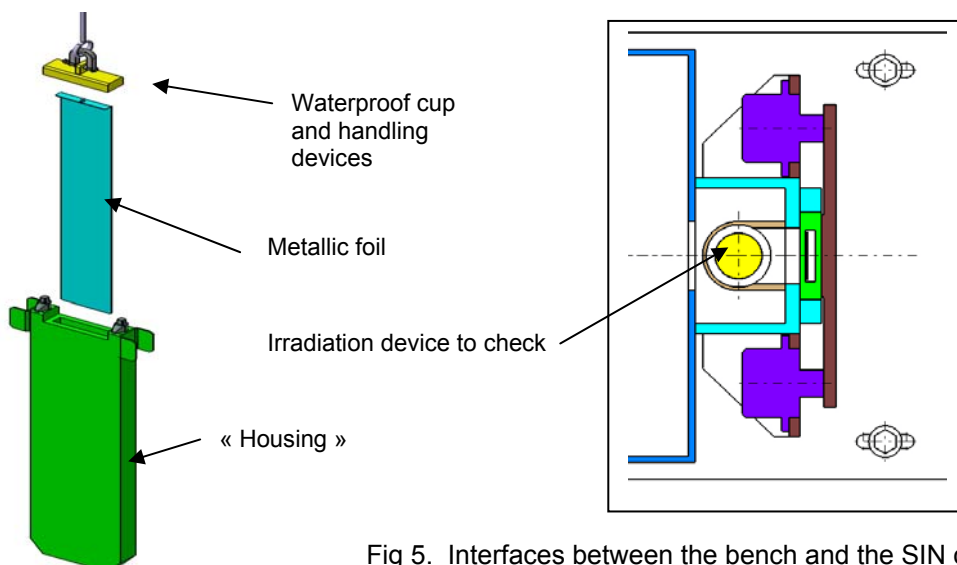 Waterproof cup
and handling
devices
Metallic foil
Irradiation device to check
« Housing »
Fig 5. Interfaces between the bench and the SIN